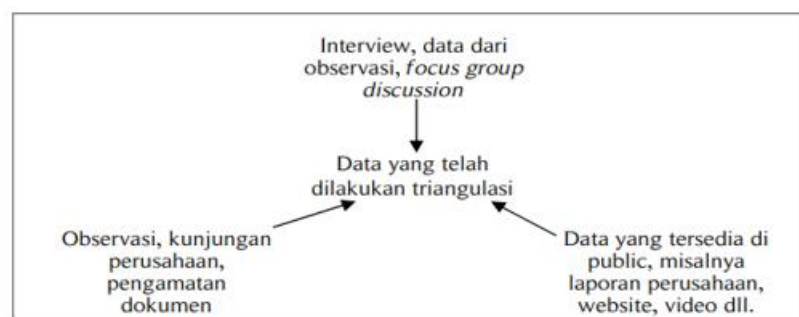 Interview, data dari
observasi, focus group
discussion
Data yang telah
dilakukan triangulasi
Observasi, kunjungan
perusahaan,
pengamatan
dokumen
Data yang tersedia di
public, misalnya
laporan perusahaan,
website, video dll.